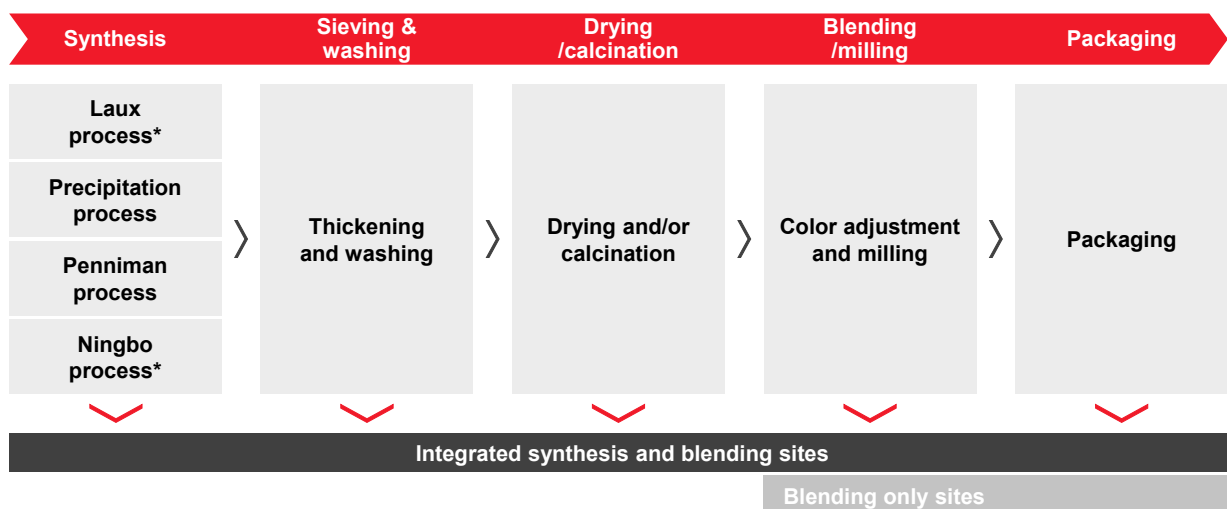 Synthesis
Sieving &
washing
Drying
/calcination
Blending
/milling
Packaging
Laux
process*
Precipitation
process
Penniman
process
Ningbo
process*
Thickening
and washing
Drying and/or
calcination
Color adjustment
and milling
Packaging
Integrated synthesis and blending sites
Blending only sites